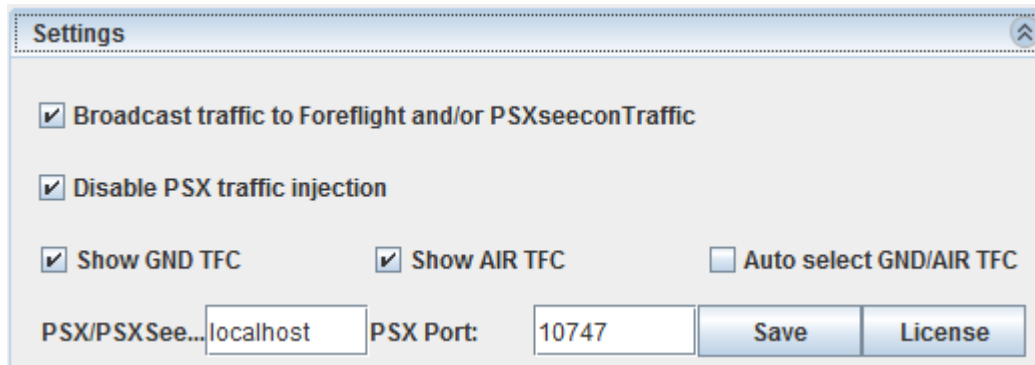 Settings
Broadcast traffic to Foreflight and/or PSXseeconTraffic
Disable PSX traffic injection
Show GND TFC Show AIR TFC Auto select GND/AIR TFC
PSX/PSXSee... localhost PSX Port: 10747 Save License